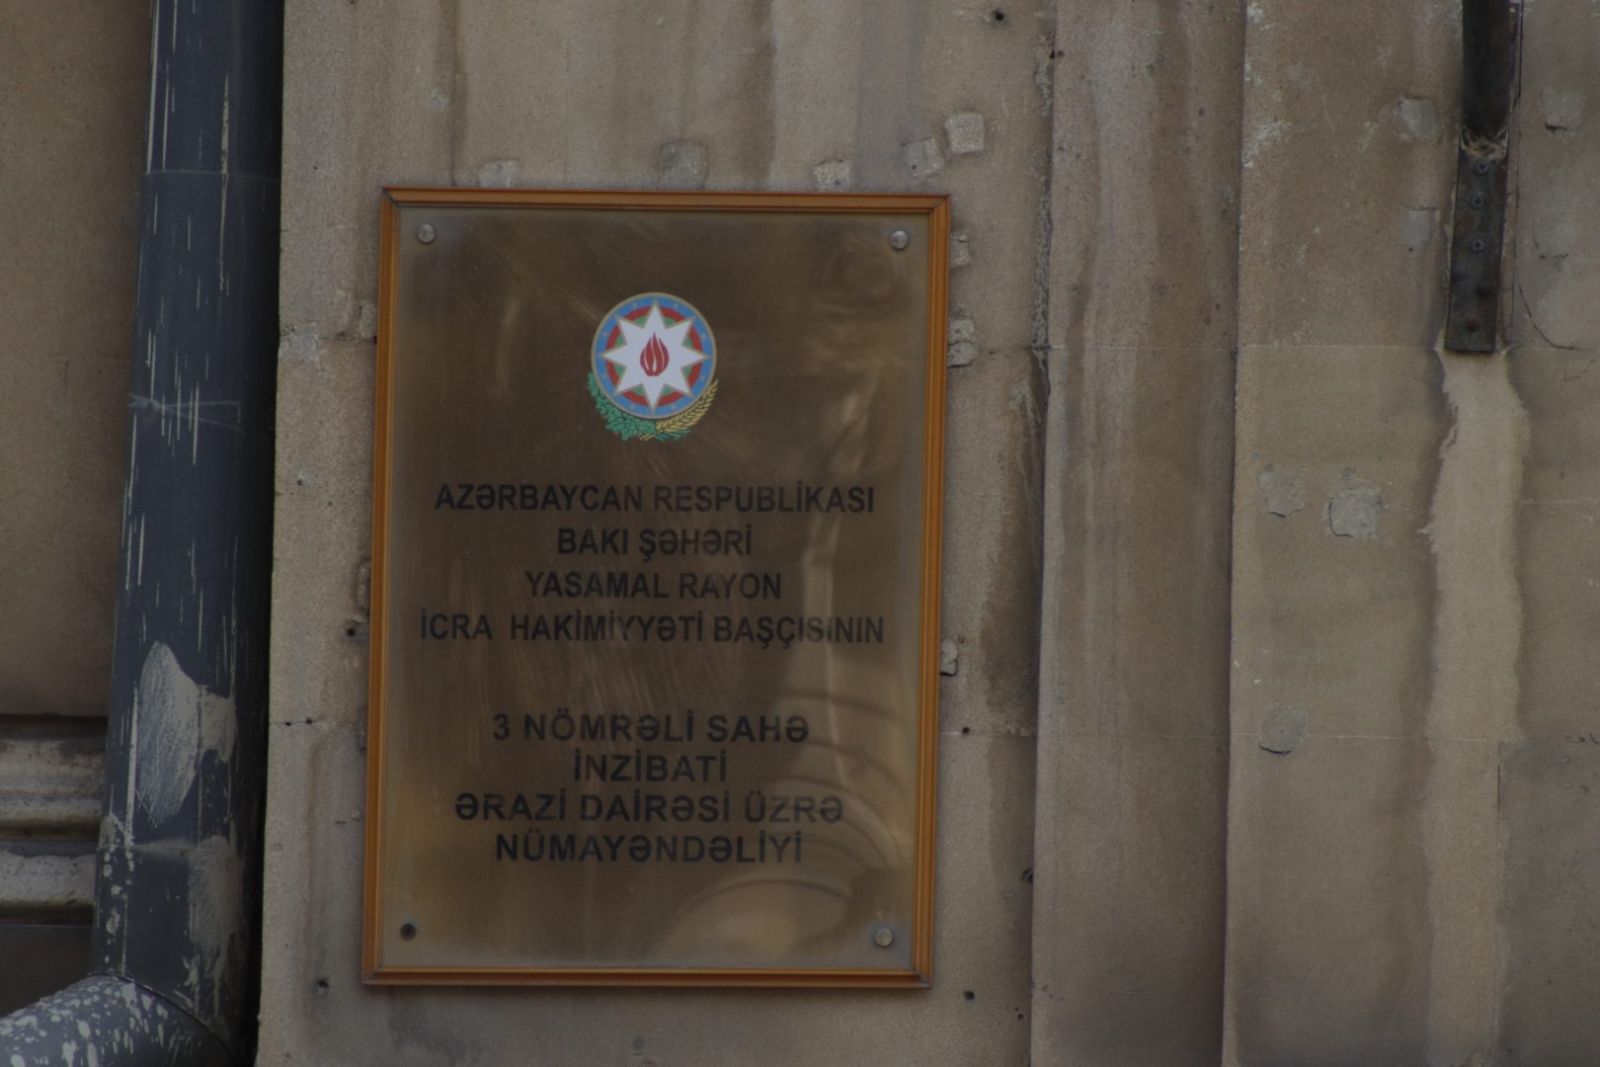 AZƏRBAYCAN RESPUBLİKASI
BAKI ŞƏHƏRİ
YASAMAL RAYON
İCRA HAKİMİYYƏTİ BAŞÇISININ
3 NÖMRƏLİ SAHƏ
İNZİBATİ
ƏRAZİ DAİRƏSİ ÜZRƏ
NÜMAYƏNDƏLİYİ